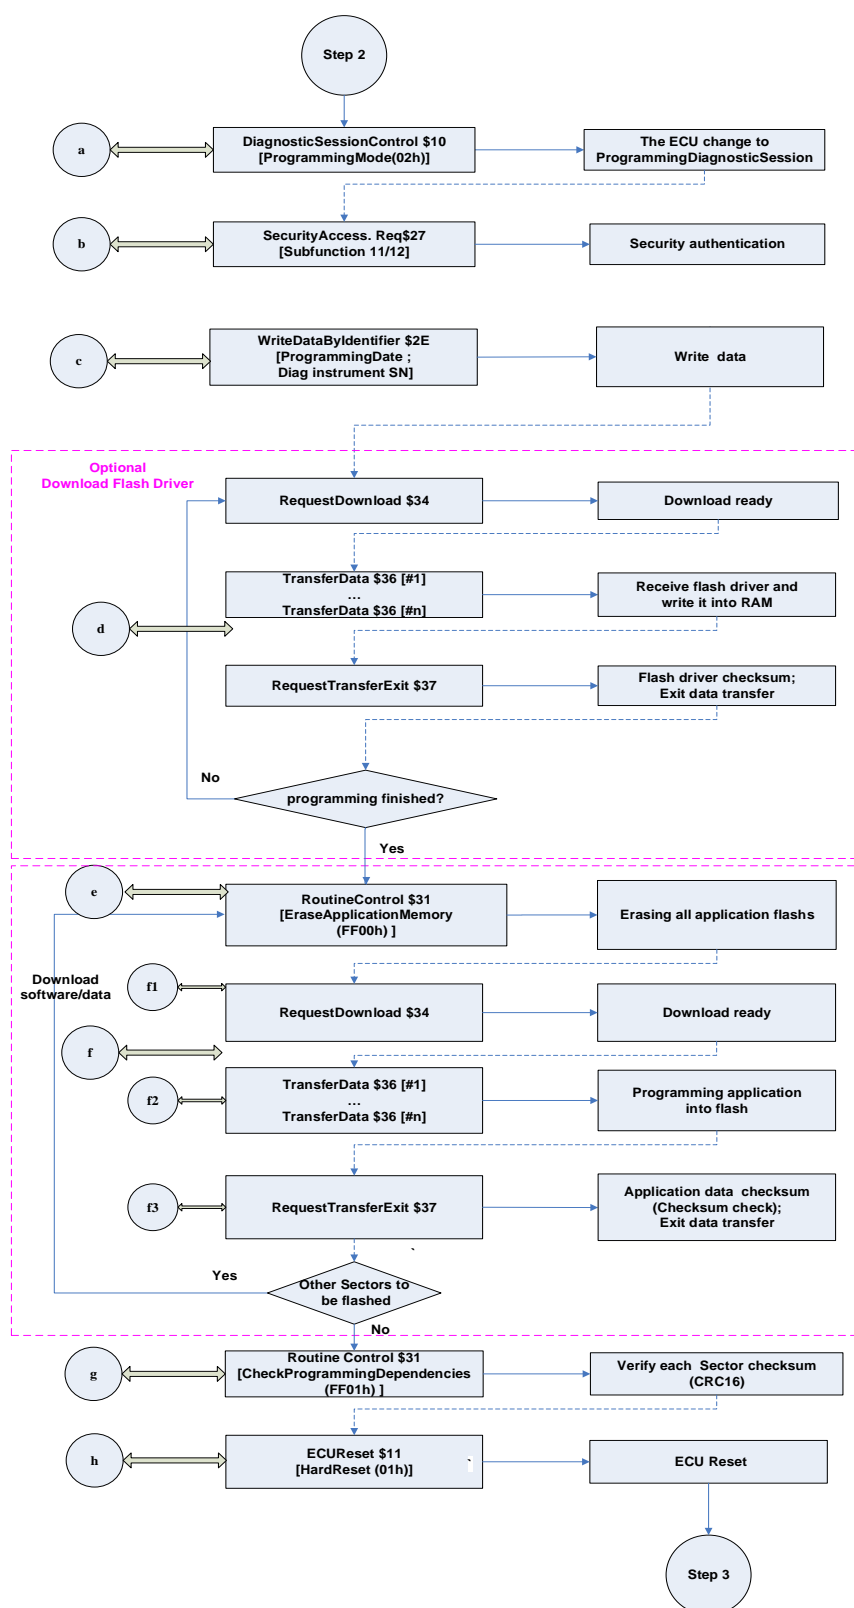 Step 2
a
DiagnosticSessionControl $10
[ProgrammingMode(02h)]
The ECU change to
ProgrammingDiagnosticSession
b
SecurityAccess. Req$27
[Subfunction 11/12]
Security authentication
c
WriteDataByIdentifier $2E
[ProgrammingDate ;
Diag instrument SN]
Write data
Optional
Download Flash Driver
RequestDownload $34
Download ready
TransferData $36 [#1]
...
TransferData $36 [#n]
Receive flash driver and
write it into RAM
d
RequestTransferExit $37
Flash driver checksum;
Exit data transfer
No
programming finished?
Yes
e
RoutineControl $31
[EraseApplicationMemory
(FF00h) ]
Erasing all application flashs
Download
software/data
f1
RequestDownload $34
Download ready
f
f2
TransferData $36 [#1]
...
TransferData $36 [#n]
Programming application
into flash
f3
RequestTransferExit $37
Application data checksum
(Checksum check);
Exit data transfer
`
Yes
Other Sectors to
be flashed
No
g
Routine Control $31
[CheckProgrammingDependencies
(FF01h) ]
Verify each Sector checksum
(CRC16)
h
ECUReset $11
[HardReset (01h)]
`
ECU Reset
Step 3